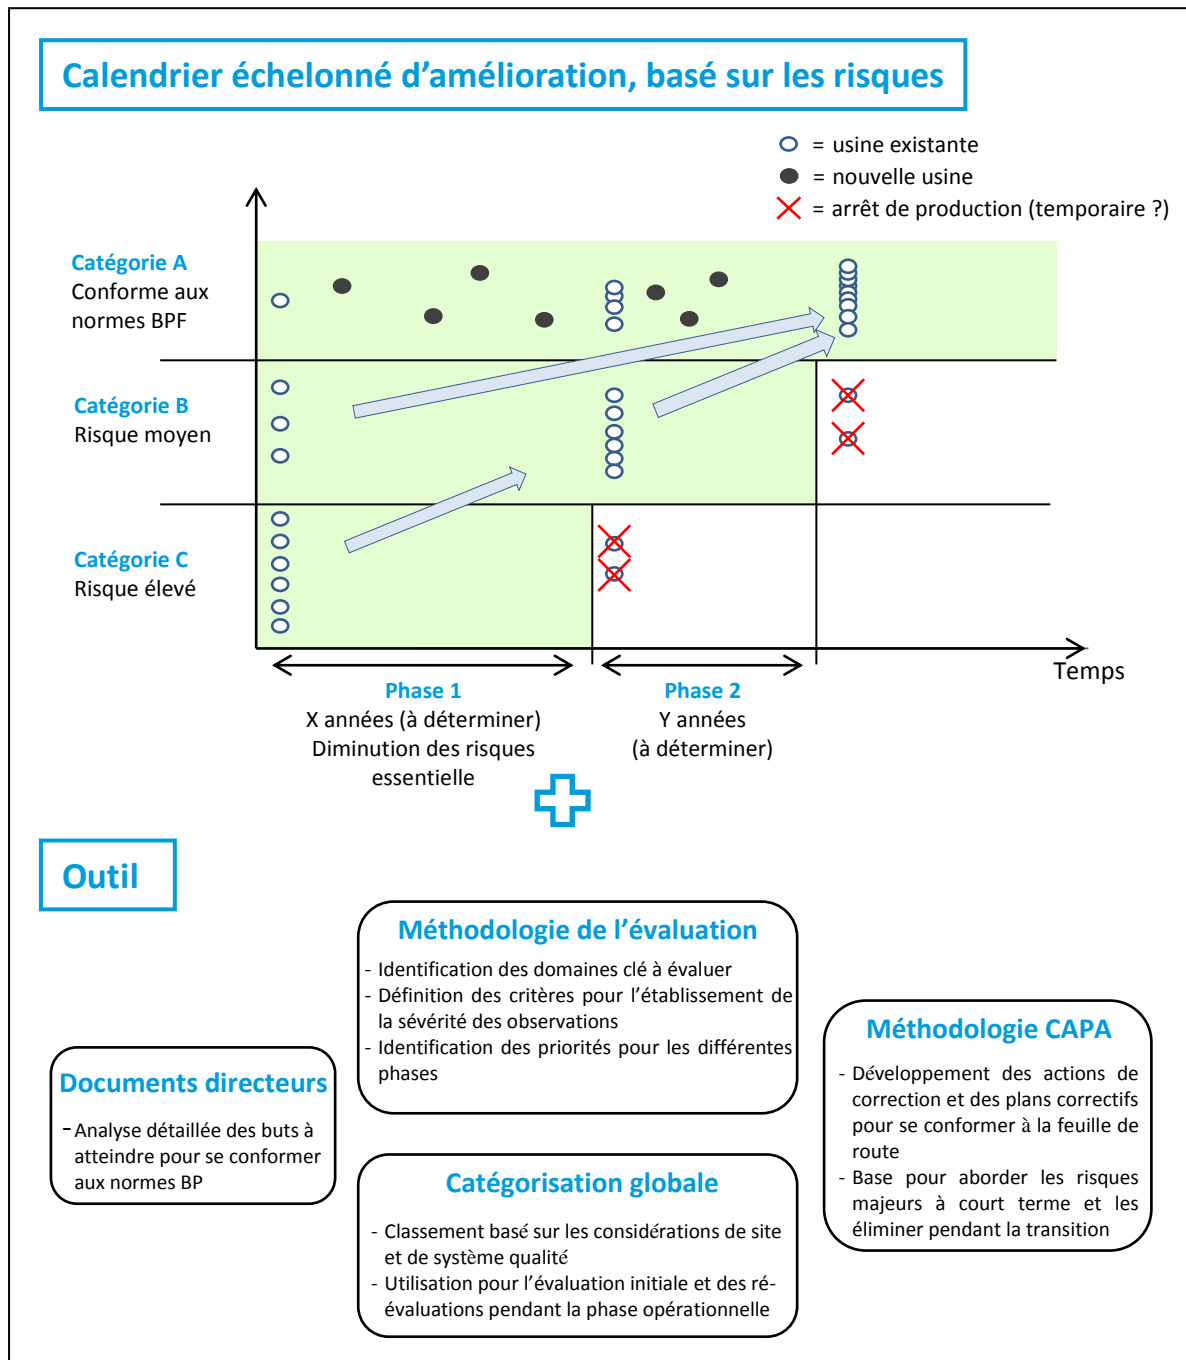 Calendrier échelonné d’amélioration, basé sur les risques
= usine existante
= nouvelle usine
= arrêt de production (temporaire ?)
Catégorie A
Conforme aux
normes BPF
Catégorie B
Risque moyen
Catégorie C
Risque élevé
Temps
Phase 1
X années (à déterminer)
Diminution des risques
essentielle
Phase 2
Y années
(à déterminer)
Outil
Méthodologie de l’évaluation
- Identification des domaines clé à évaluer
- Définition des critères pour l’établissement de
la sévérité des observations
- Identification des priorités pour les différentes
phases
Documents directeurs
- Analyse détaillée des buts à
atteindre pour se conformer
aux normes BP
Catégorisation globale
- Classement basé sur les considérations de site
et de système qualité
- Utilisation pour l’évaluation initiale et des ré-
évaluations pendant la phase opérationnelle
Méthodologie CAPA
- Développement des actions de
correction et des plans correctifs
pour se conformer à la feuille de
route
- Base pour aborder les risques
majeurs à court terme et les
éliminer pendant la transition